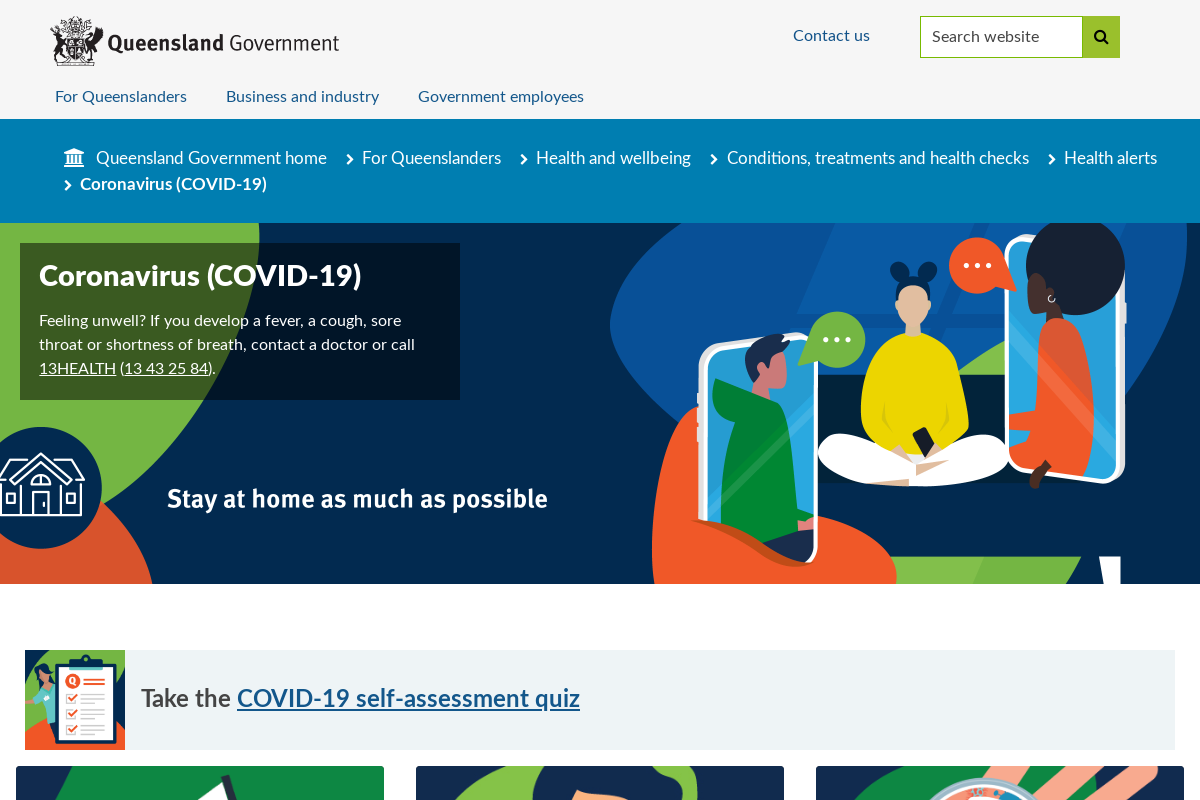 Queensland Government
Contact us
Search website
For Queenslanders
Business and industry
Government employees
Queensland Government home
For Queenslanders
Health and wellbeing
Conditions, treatments and health checks
Health alerts
Coronavirus (COVID-19)
Coronavirus (COVID-19)
Feeling unwell? If you develop a fever, a cough, sore
throat or shortness of breath, contact a doctor or call
13HEALTH (13 43 25 84).
Stay at home as much as possible
Q
Take the COVID-19 self-assessment quiz